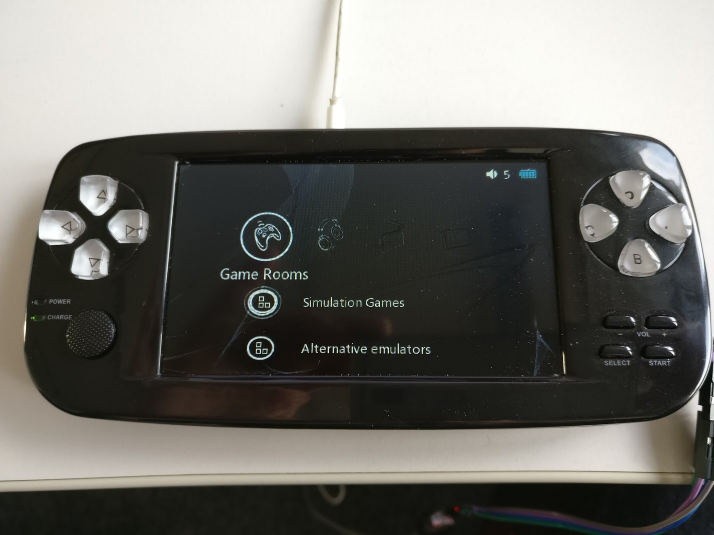 5
Game Rooms
Simulation Games
Alternative emulators
POWER
CHARGE
B
- VOL +
SELECT
START